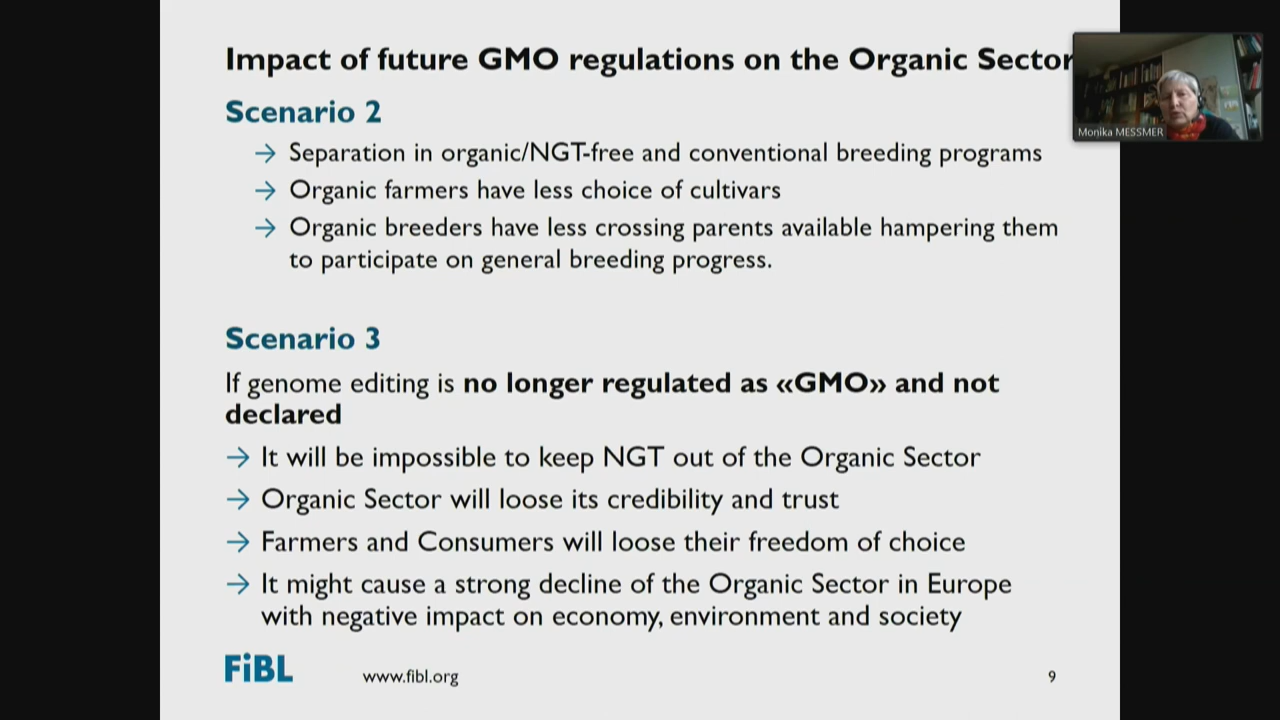 Impact of future GMO regulations on the Organic Sector
Monika MESSMER
Scenario 2
→ Separation in organic/NGT-free and conventional breeding programs
→ Organic farmers have less choice of cultivars
→ Organic breeders have less crossing parents available hampering them
to participate on general breeding progress.
Scenario 3
If genome editing is no longer regulated as «GMO» and not
declared
→ It will be impossible to keep NGT out of the Organic Sector
→ Organic Sector will loose its credibility and trust
→ Farmers and Consumers will loose their freedom of choice
→ It might cause a strong decline of the Organic Sector in Europe
with negative impact on economy, environment and society
FiBL www.fibl.org 9